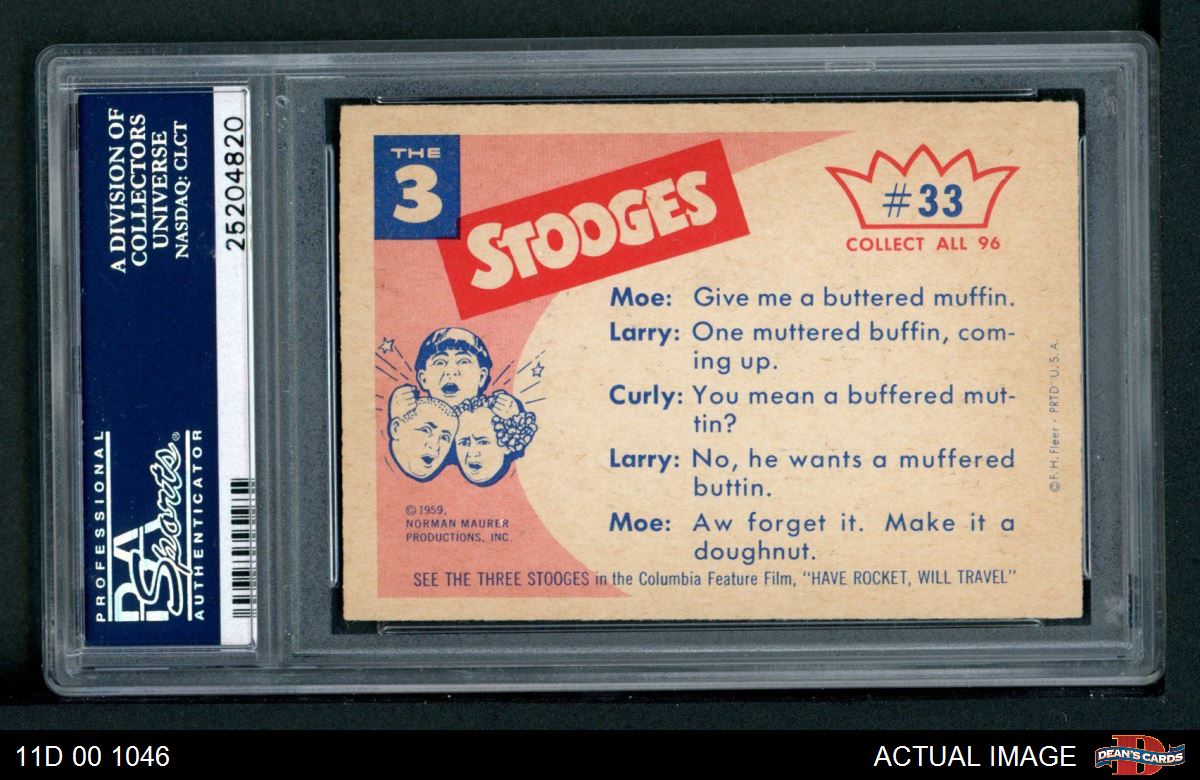 A DIVISION OF
COLLECTORS
UNIVERSE
NASDAQ: CLCT
25204820
PROFESSIONAL
PSA
Sports®
AUTHENTICATOR
THE
3
STOOGES
#33
COLLECT ALL 96
Moe: Give me a buttered muffin.
Larry: One muttered buffin, com-
ing up.
Curly: You mean a buffered mut-
tin?
Larry: No, he wants a muffered
buttin.
Moe: Aw forget it. Make it a
doughnut.
© 1959,
NORMAN MAURER
PRODUCTIONS, INC.
SEE THE THREE STOOGES in the Columbia Feature Film, "HAVE ROCKET, WILL TRAVEL"
© F. H. Fleer • PRTD U.S.A.
11D 00 1046
ACTUAL IMAGE
DEAN'S CARDS